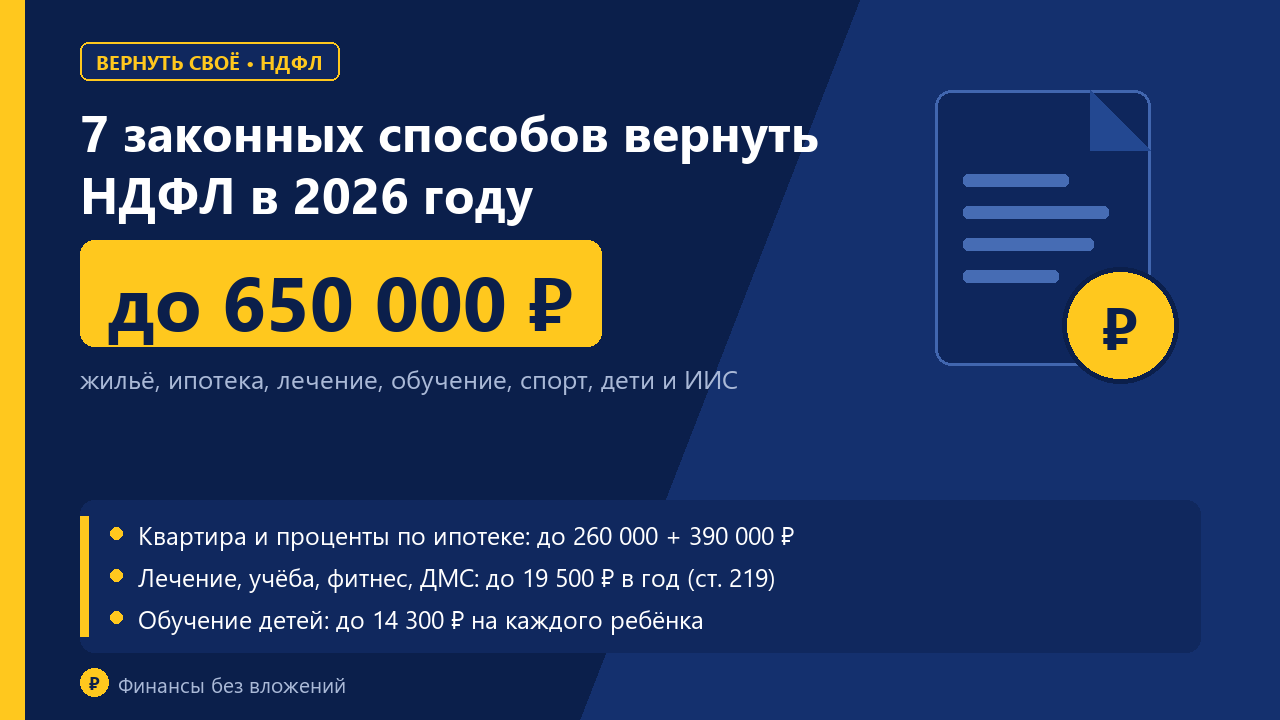 ВЕРНУТЬ СВОЁ • НДФЛ
7 законных способов вернуть
НДФЛ в 2026 году
до 650 000 ₽
жильё, ипотека, лечение, обучение, спорт, дети и ИИС
₽
Квартира и проценты по ипотеке: до 260 000 + 390 000 ₽
Лечение, учёба, фитнес, ДМС: до 19 500 ₽ в год (ст. 219)
Обучение детей: до 14 300 ₽ на каждого ребёнка
₽ Финансы без вложений